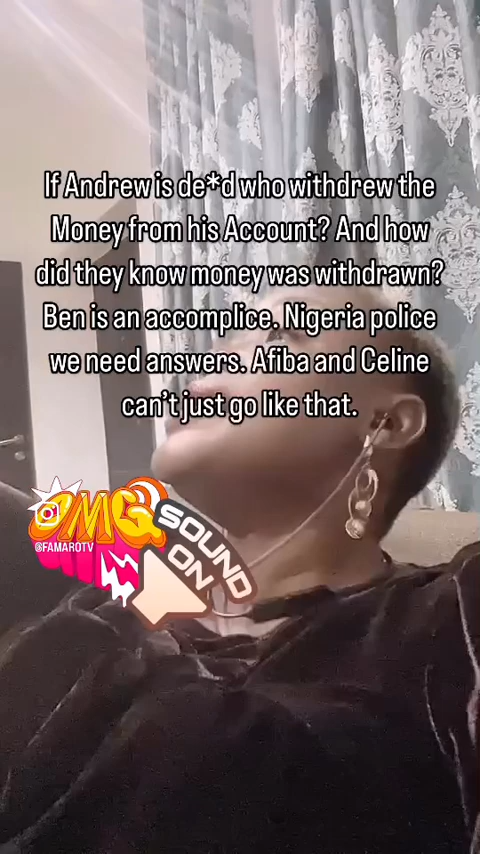 If Andrew is de*d who withdrew the
Money from his Account? And how
did they know money was withdrawn?
Ben is an accomplice. Nigeria police
we need answers. Afiba and Celine
can't just go like that.
OMG
@FAMAROTV
SOUND
ON